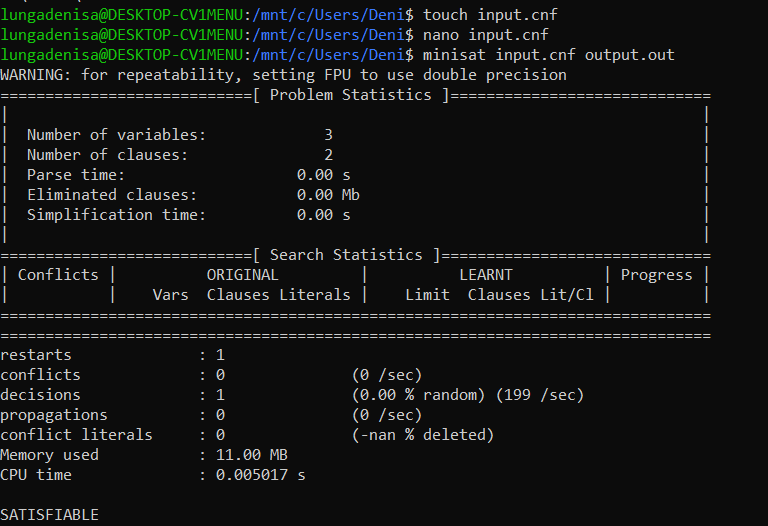 lungadenisa@DESKTOP-CV1MENU:/mnt/c/Users/Deni$ touch input.cnf
lungadenisa@DESKTOP-CV1MENU:/mnt/c/Users/Deni$ nano input.cnf
lungadenisa@DESKTOP-CV1MENU:/mnt/c/Users/Deni$ minisat input.cnf output.out
WARNING: for repeatability, setting FPU to use double precision
============================[ Problem Statistics ]=============================
|                                                                             |
|  Number of variables:             3                                         |
|  Number of clauses:               2                                         |
|  Parse time:                   0.00 s                                       |
|  Eliminated clauses:           0.00 Mb                                      |
|  Simplification time:          0.00 s                                       |
|                                                                             |
============================[ Search Statistics ]==============================
| Conflicts |          ORIGINAL         |          LEARNT          | Progress |
|           |    Vars  Clauses Literals |    Limit  Clauses Lit/Cl |          |
===============================================================================
===============================================================================
restarts              : 1
conflicts             : 0              (0 /sec)
decisions             : 1              (0.00 % random) (199 /sec)
propagations          : 0              (0 /sec)
conflict literals     : 0              (-nan % deleted)
Memory used           : 11.00 MB
CPU time              : 0.005017 s

SATISFIABLE